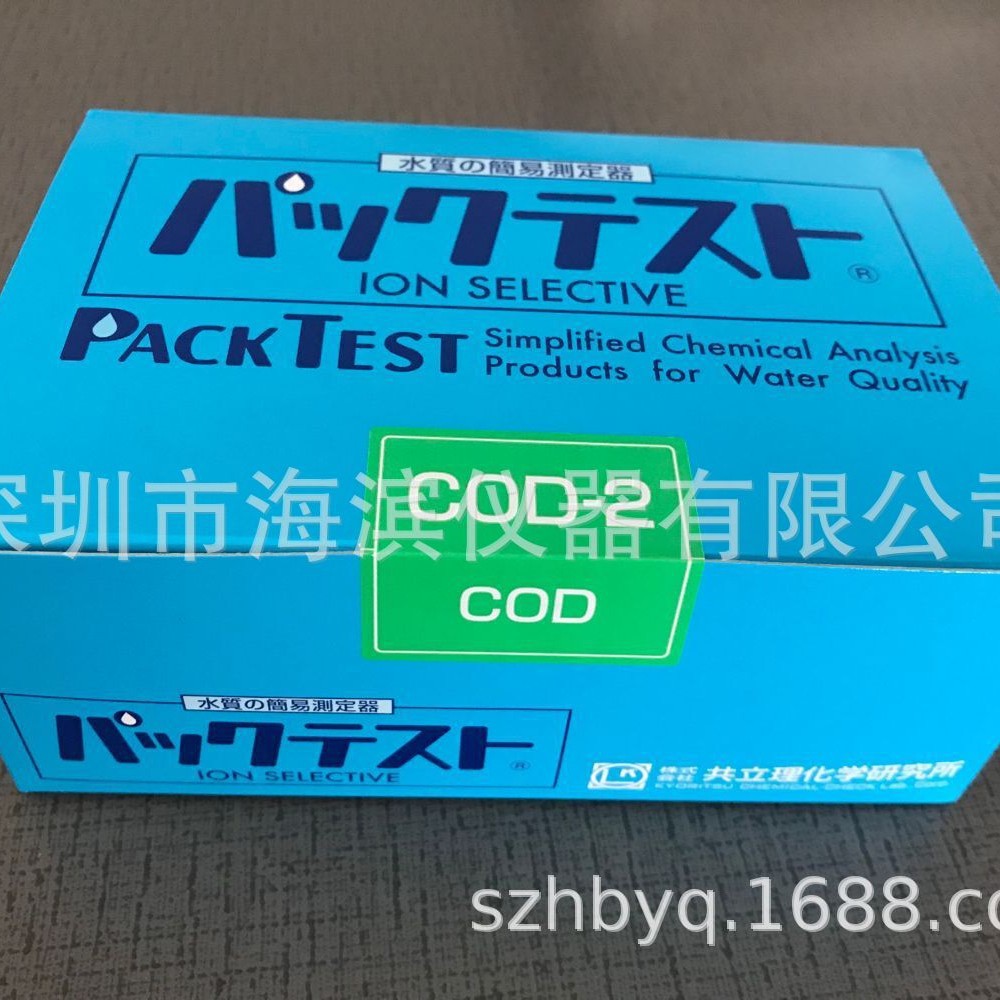 水質の簡易測定器
パックテスト®
ION SELECTIVE
PACKTEST
Simplified Chemical Analysis
Products for Water Quality
COD-2
深圳市海滨仪器有限公司
COD
水質の簡易測定器
パックテスト®
ION SELECTIVE
株式会社 共立理化学研究所
KYORITSU CHEMICAL-CHECK Lab., Corp.
szhbyq.1688.co